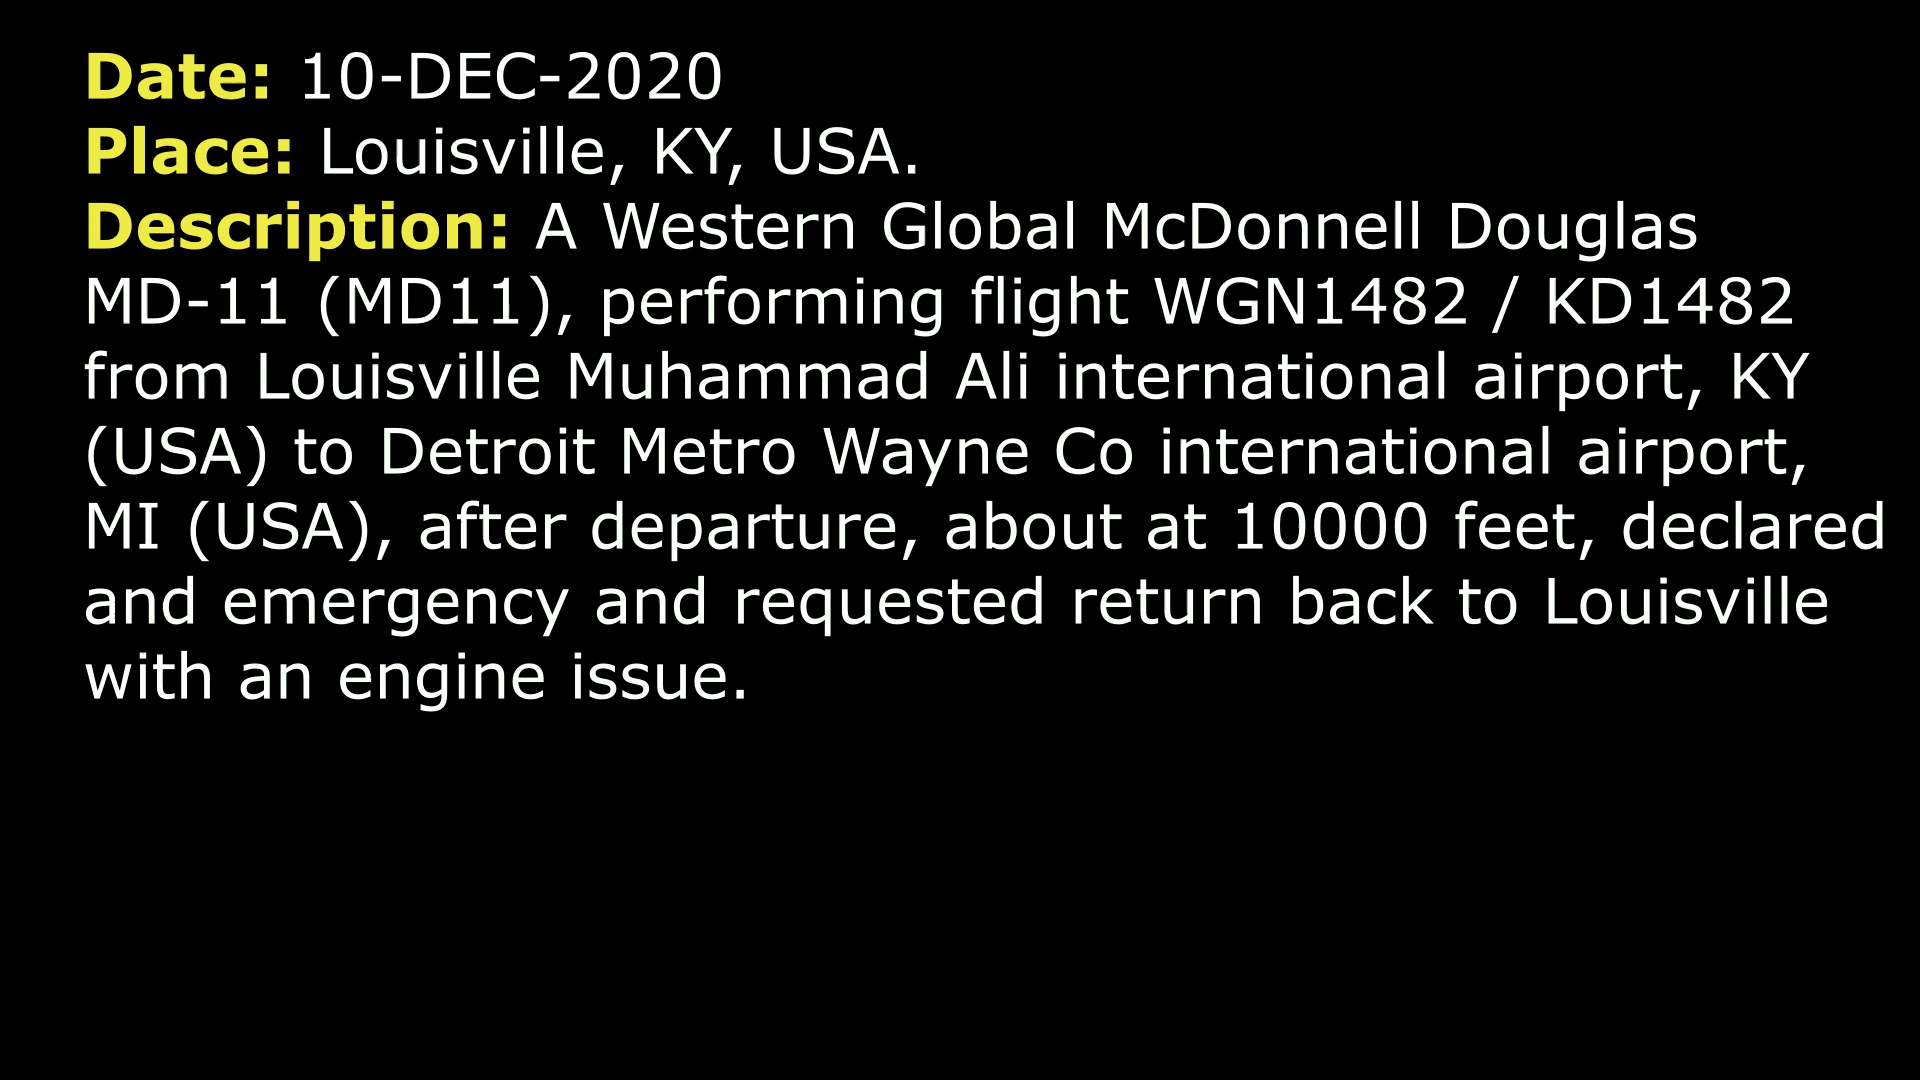 Date: 10-DEC-2020
Place: Louisville, KY, USA.
Description: A Western Global McDonnell Douglas
MD-11 (MD11), performing flight WGN1482 / KD1482
from Louisville Muhammad Ali international airport, KY
(USA) to Detroit Metro Wayne Co international airport,
MI (USA), after departure, about at 10000 feet, declared
and emergency and requested return back to Louisville
with an engine issue.